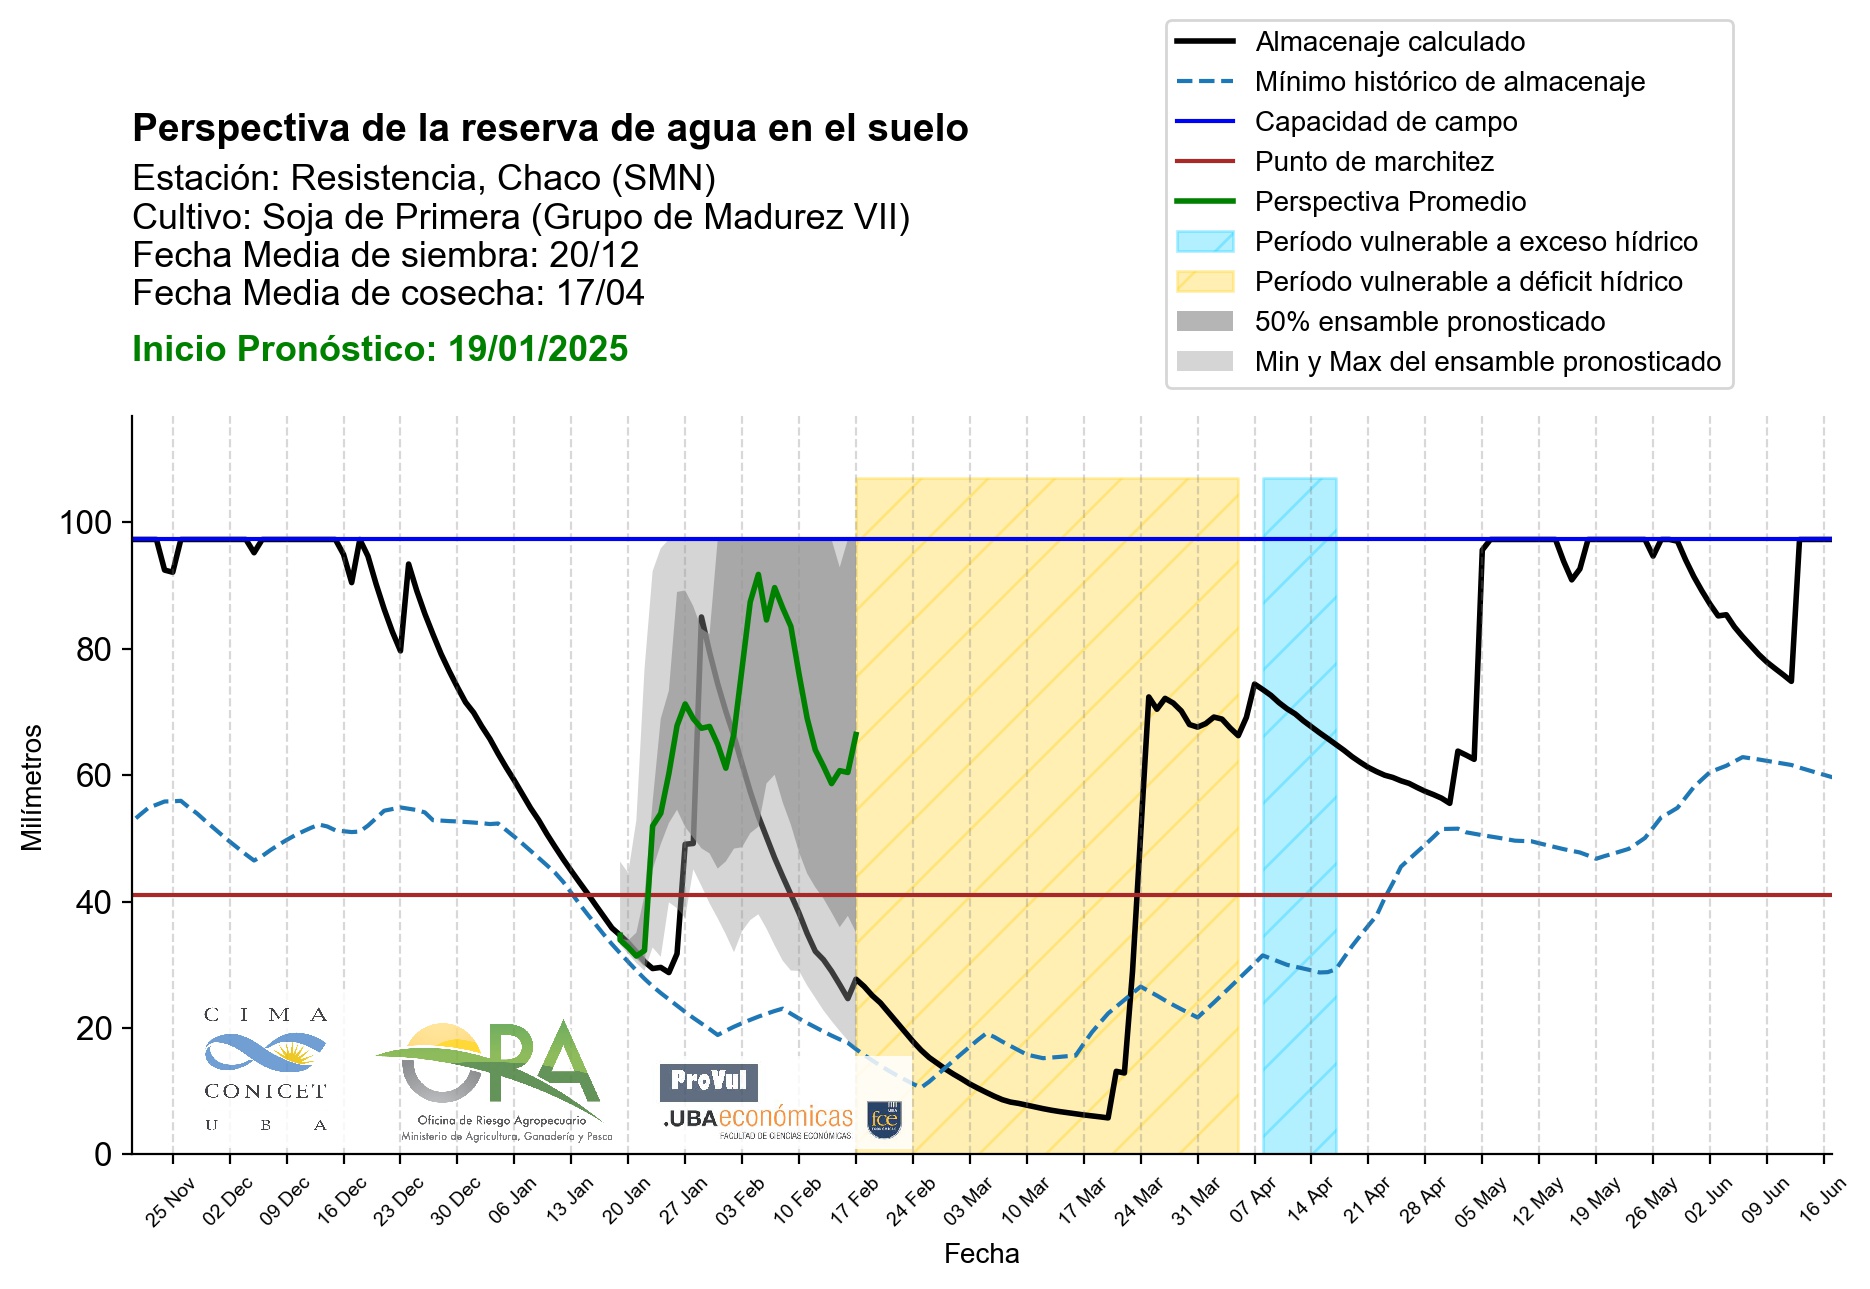 Almacenaje calculado
Mínimo histórico de almacenaje
Capacidad de campo
Punto de marchitez
Perspectiva Promedio
Período vulnerable a exceso hídrico
Período vulnerable a déficit hídrico
50% ensamble pronosticado
Min y Max del ensamble pronosticado
Perspectiva de la reserva de agua en el suelo
Estación: Resistencia, Chaco (SMN)
Cultivo: Soja de Primera (Grupo de Madurez VII)
Fecha Media de siembra: 20/12
Fecha Media de cosecha: 17/04
Inicio Pronóstico: 19/01/2025
Milímetros
100
80
60
40
20
0
CIMA
CONICET
UBA
OPA
Oficina de Riesgo Agropecuario
Ministerio de Agricultura, Ganadería y Pesca
ProVul
.UBAeconómicas
FACULTAD DE CIENCIAS ECONÓMICAS
UBA
fce
ECONÓMICAS
25 Nov
02 Dec
09 Dec
16 Dec
23 Dec
30 Dec
06 Jan
13 Jan
20 Jan
27 Jan
03 Feb
10 Feb
17 Feb
24 Feb
03 Mar
10 Mar
17 Mar
24 Mar
31 Mar
07 Apr
14 Apr
21 Apr
28 Apr
05 May
12 May
19 May
26 May
02 Jun
09 Jun
16 Jun
Fecha